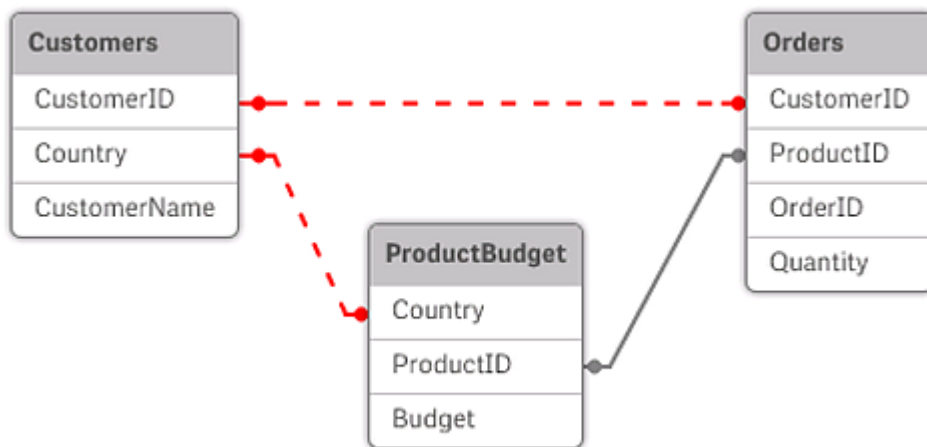 Customers
CustomerID
Country
CustomerName
ProductBudget
Country
ProductID
Budget
Orders
CustomerID
ProductID
OrderID
Quantity